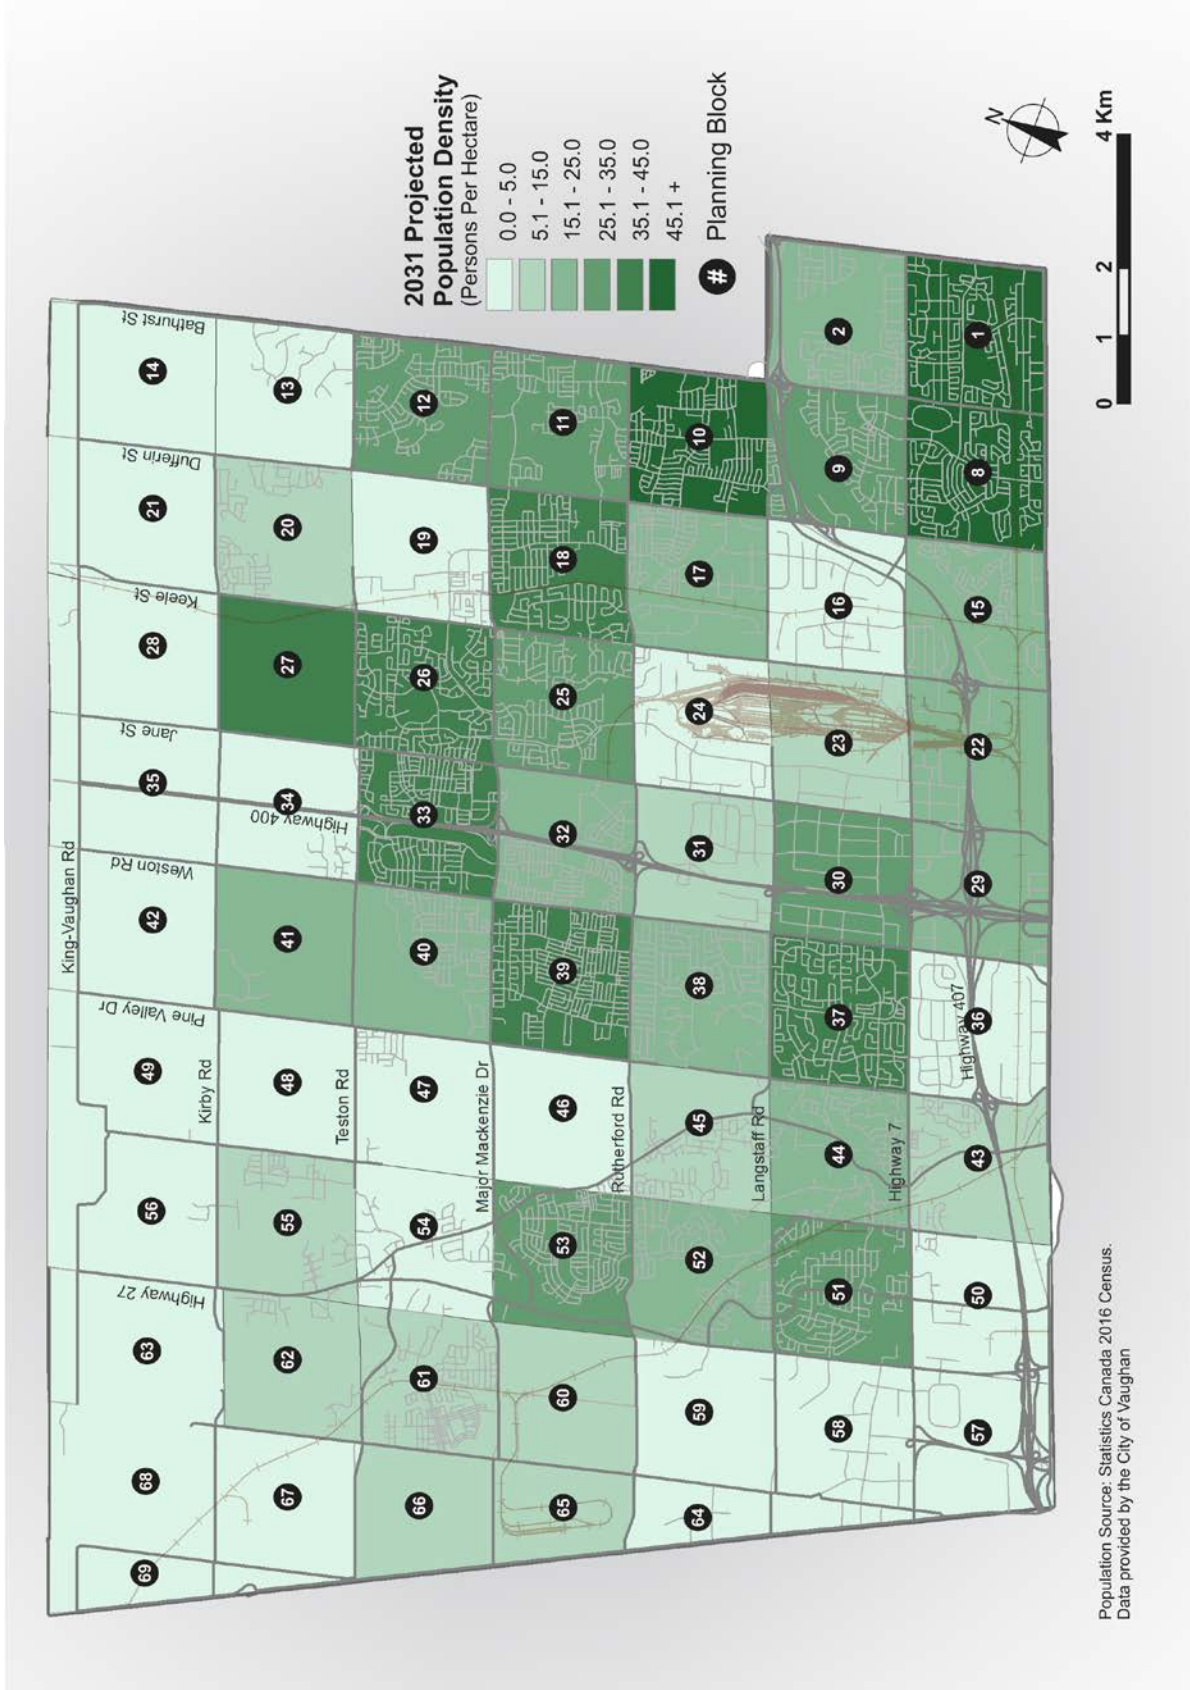 2031 Projected
Population Density
(Persons Per Hectare)
0.0 - 5.0
5.1 - 15.0
15.1 - 25.0
25.1 - 35.0
35.1 - 45.0
45.1 +
# Planning Block
N
0 1 2 4 Km
King-Vaughan Rd
Kirby Rd
Teston Rd
Major Mackenzie Dr
Rutherford Rd
Langstaff Rd
Highway 7
Highway 407
Highway 27
Pine Valley Dr
Weston Rd
Highway 400
Jane St
Keele St
Dufferin St
Bathurst St
69 68 63 56 49 42 35 28 21 14
67 62 55 48 41 34 27 20 13
66 61 54 47 40 33 26 19 12
65 60 53 46 39 32 25 18 11
64 59 52 45 38 31 24 17 10
58 51 44 37 30 23 16 9 2
57 50 43 36 29 22 15 8 1
Population Source: Statistics Canada 2016 Census.
Data provided by the City of Vaughan